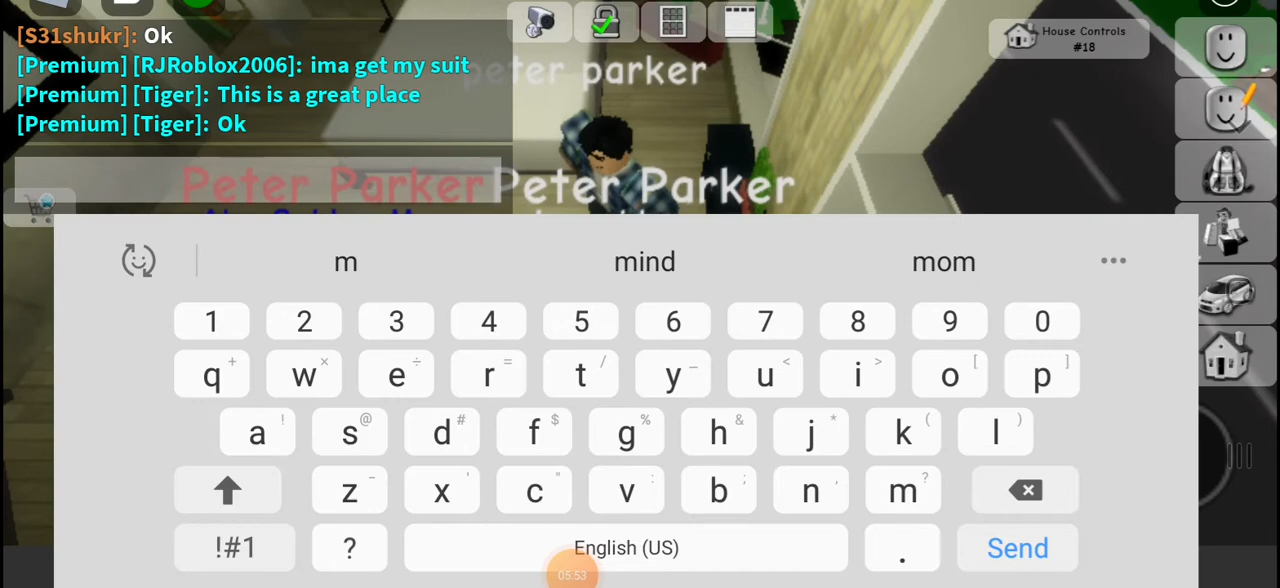 [S31shukr]: Ok
[Premium] [RJRoblox2006]: ima get my suit
[Premium] [Tiger]: This is a great place
[Premium] [Tiger]: Ok
peter parker
House Controls
#18
Peter Parker Peter Parker
m mind mom
1 2 3 4 5 6 7 8 9 0
q + w × e ÷ r = t / y – u < i > o [ p ]
a ! s @ d # f $ g % h & j * k ( l )
z - x ' c " v : b ; n , m ?
!#1 ? English (US) . Send
05:53